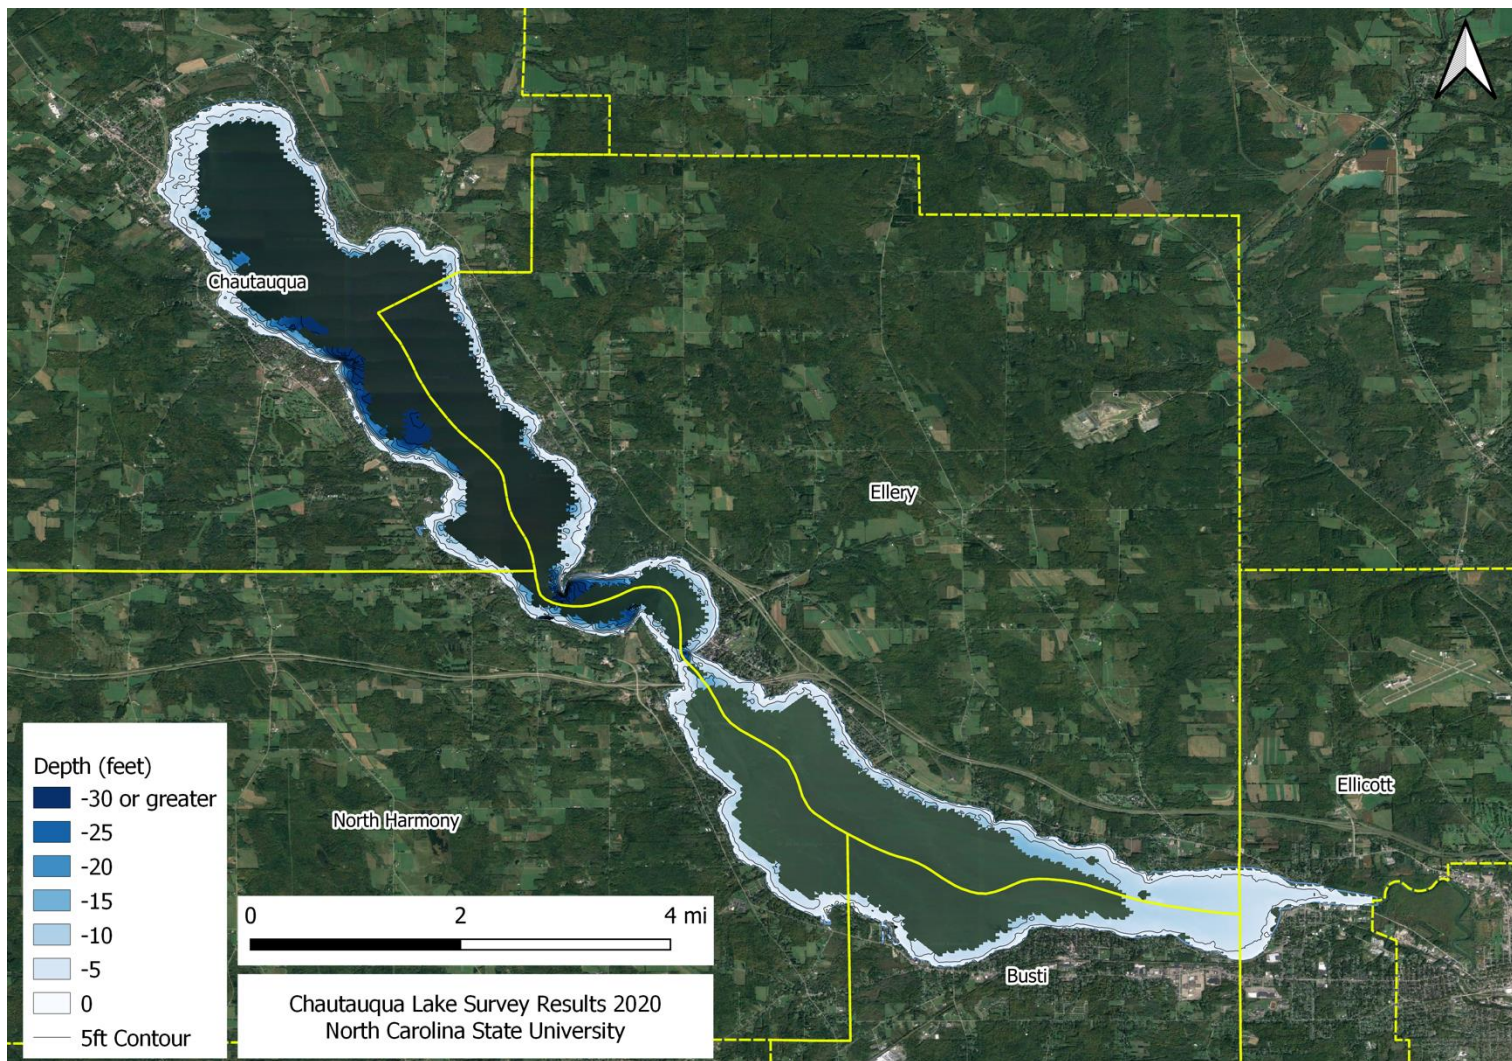 Chautauqua
Ellery
Ellicott
North Harmony
Busti
Depth (feet)
-30 or greater
-25
-20
-15
-10
-5
0
5ft Contour
0 2 4 mi
Chautauqua Lake Survey Results 2020
North Carolina State University